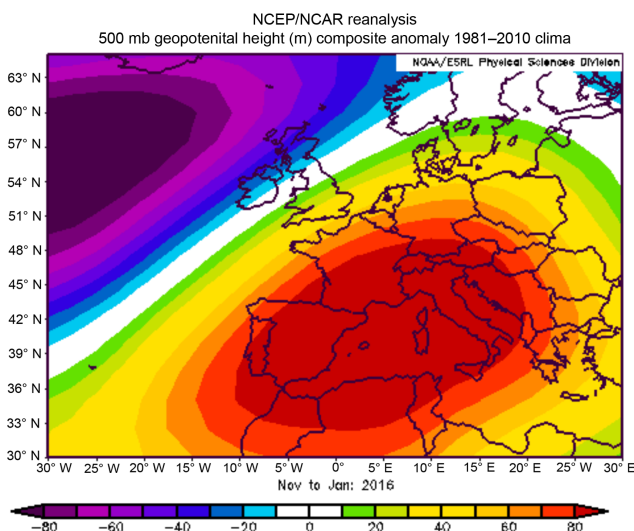 NCEP/NCAR reanalysis
500 mb geopotenital height (m) composite anomaly 1981–2010 clima
NOAA/ESRL Physical Sciences Division
63° N
60° N
57° N
54° N
51° N
48° N
45° N
42° N
39° N
36° N
33° N
30° N
30° W 25° W 20° W 15° W 10° W 5° W 0° 5° E 10° E 15° E 20° E 25° E 30° E
Nov to Jan: 2016
−80 −60 −40 −20 0 20 40 60 80